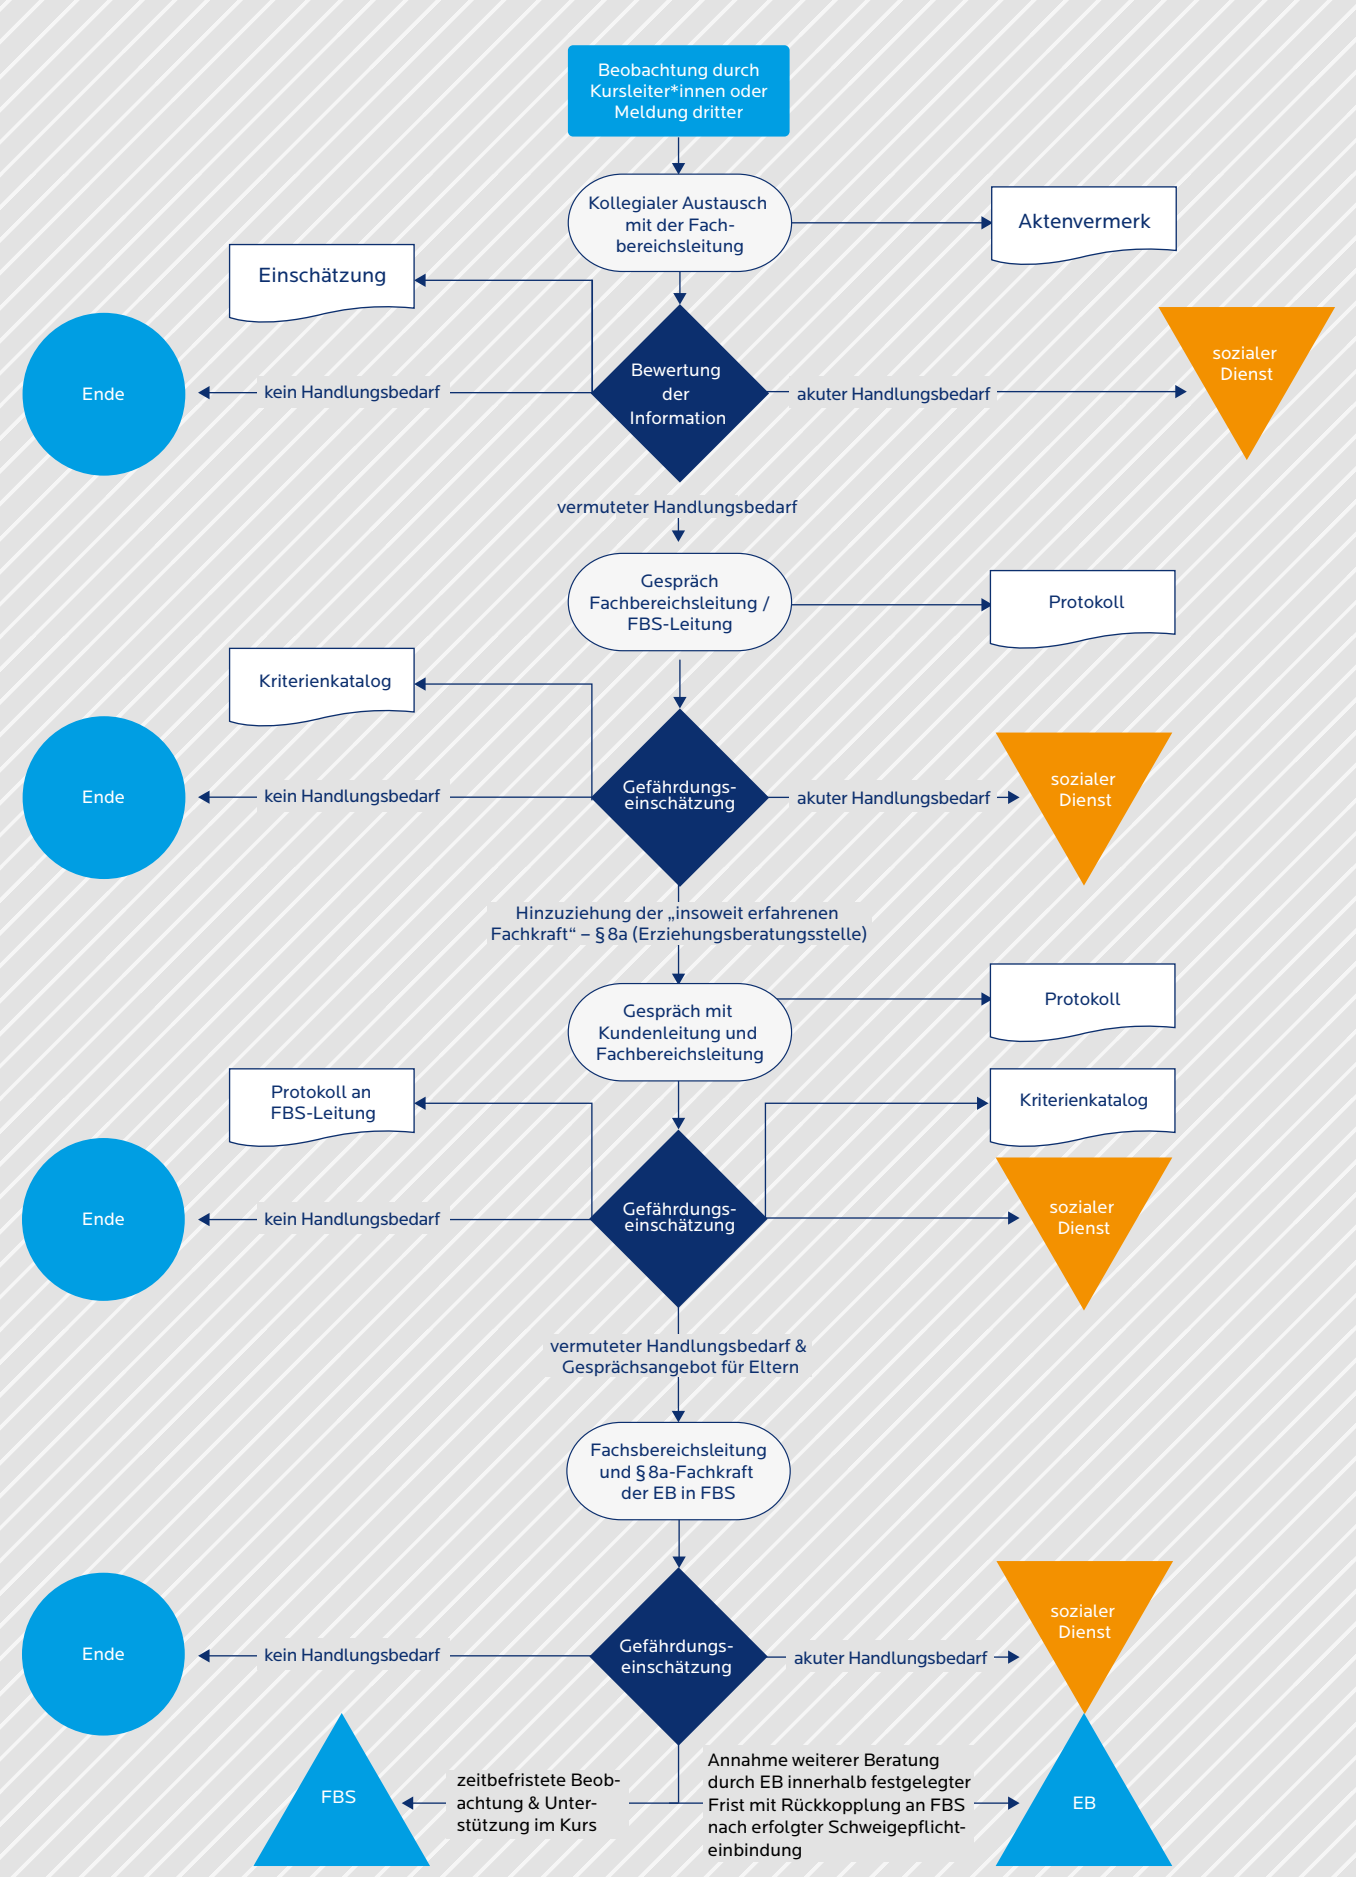 Beobachtung durch
Kursleiter*innen oder
Meldung dritter
Kollegialer Austausch
mit der Fach-
bereichsleitung
Aktenvermerk
Einschätzung
Ende
kein Handlungsbedarf
Bewertung
der
Information
akuter Handlungsbedarf
sozialer
Dienst
vermuteter Handlungsbedarf
Gespräch
Fachbereichsleitung /
FBS-Leitung
Protokoll
Kriterienkatalog
Ende
kein Handlungsbedarf
Gefährdungs-
einschätzung
akuter Handlungsbedarf
sozialer
Dienst
Hinzuziehung der „insoweit erfahrenen
Fachkraft“ – § 8a (Erziehungsberatungsstelle)
Gespräch mit
Kundenleitung und
Fachbereichsleitung
Protokoll
Protokoll an
FBS-Leitung
Kriterienkatalog
Ende
kein Handlungsbedarf
Gefährdungs-
einschätzung
sozialer
Dienst
vermuteter Handlungsbedarf &
Gesprächsangebot für Eltern
Fachsbereichsleitung
und § 8a-Fachkraft
der EB in FBS
Ende
kein Handlungsbedarf
Gefährdungs-
einschätzung
akuter Handlungsbedarf
sozialer
Dienst
FBS
zeitbefristete Beob-
achtung & Unter-
stützung im Kurs
Annahme weiterer Beratung
durch EB innerhalb festgelegter
Frist mit Rückkopplung an FBS
nach erfolgter Schweigepflicht-
einbindung
EB